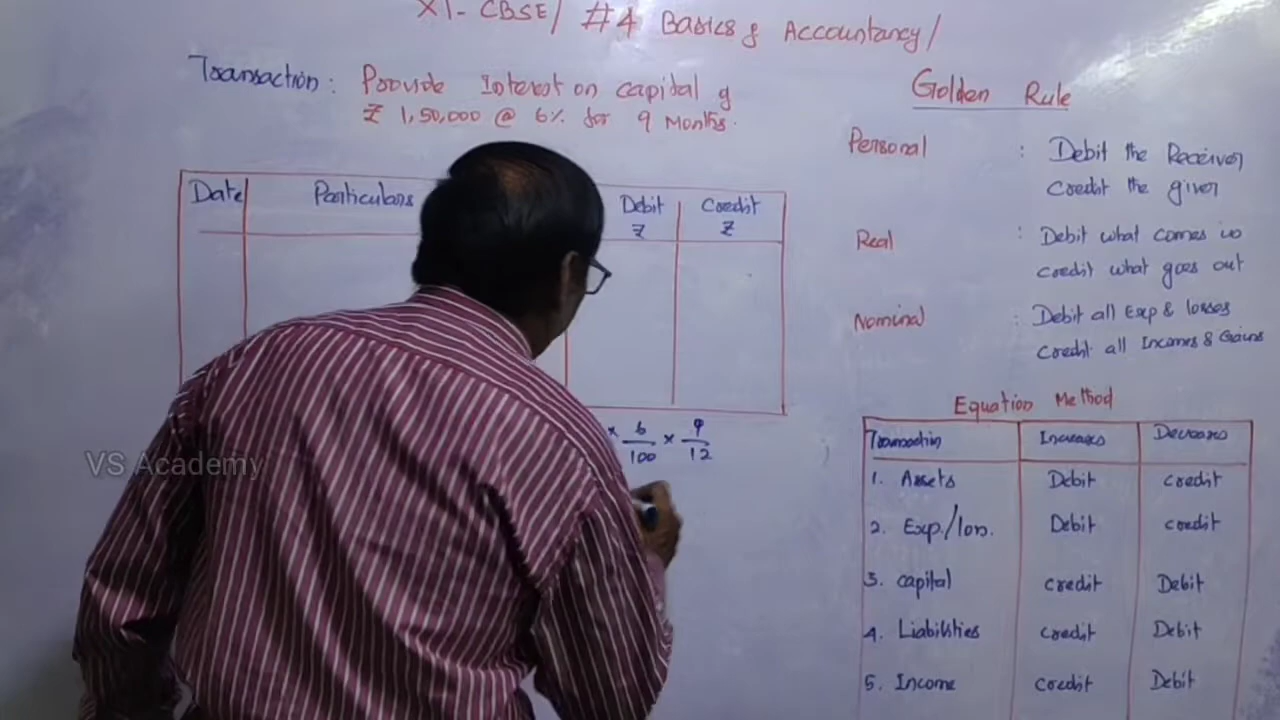 XI - CBSE / #4 Basics of Accountancy /
Transaction : Provide Interest on capital of
₹ 1,50,000 @ 6% for 9 Months.
Date Particulars Debit ₹ Credit ₹
× 6/100 × 9/12
Golden Rule
Personal : Debit the Receiver
Credit the giver
Real : Debit what comes in
Credit what goes out
Nominal : Debit all Exp & losses
Credit all Incomes & Gains
Equation Method
Transaction Increases Decreases
1. Assets Debit Credit
2. Exp./loss. Debit Credit
3. Capital Credit Debit
4. Liabilities Credit Debit
5. Income Credit Debit
VS Academy